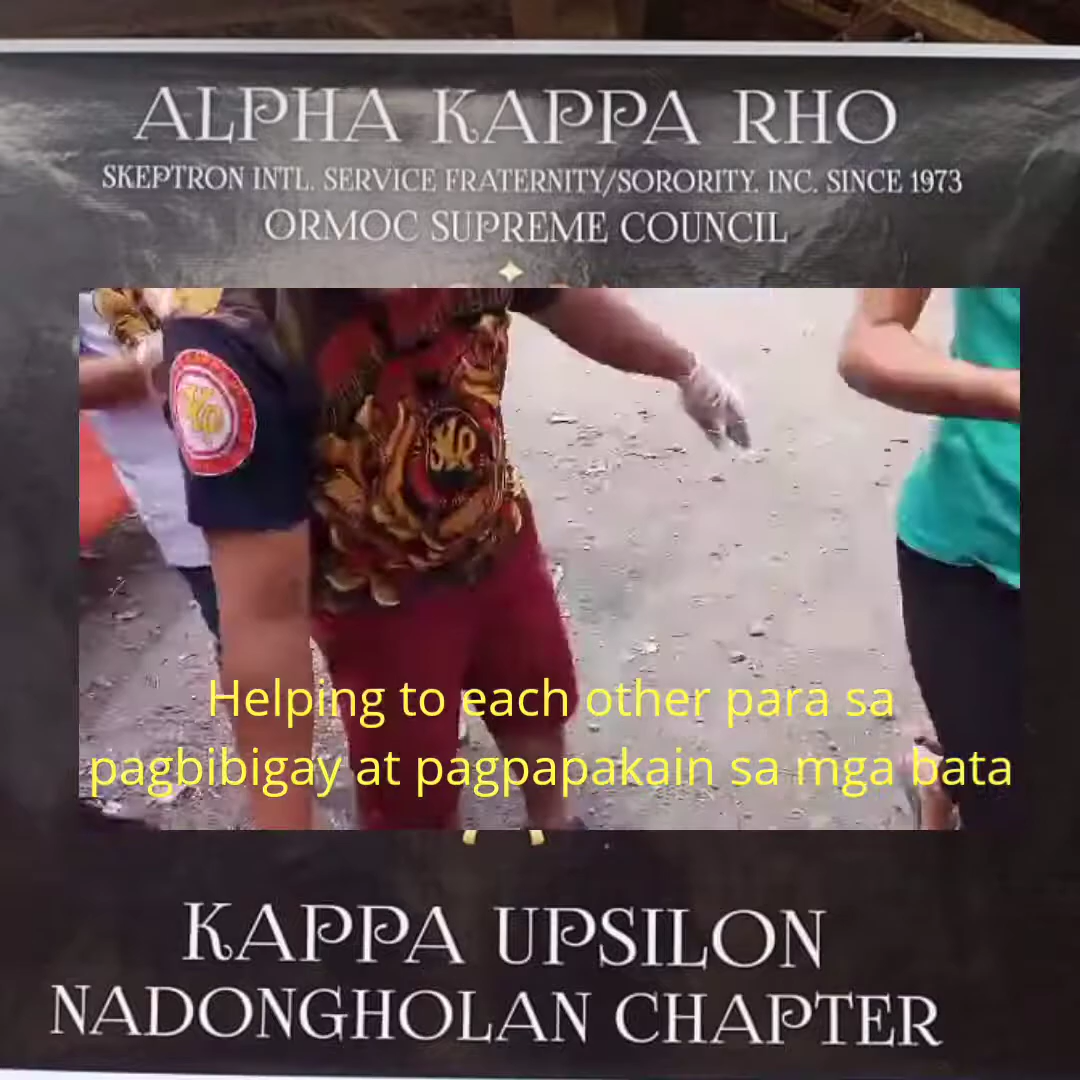 ALPHA KAPPA RHO
SKEPTRON INTL. SERVICE FRATERNITY/SORORITY. INC. SINCE 1973
ORMOC SUPREME COUNCIL
Helping to each other para sa
pagbibigay at pagpapakain sa mga bata
KAPPA UPSILON
NADONGHOLAN CHAPTER